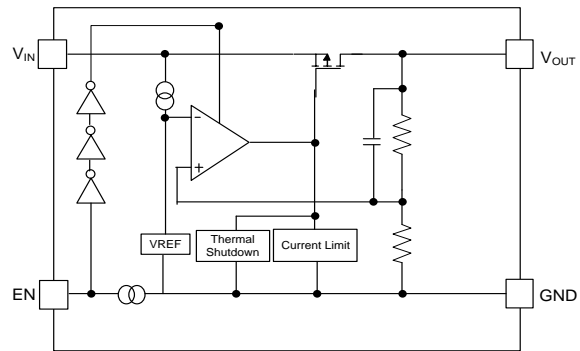 VIN
VOUT
−
+
VREF
Thermal
Shutdown
Current Limit
EN
GND